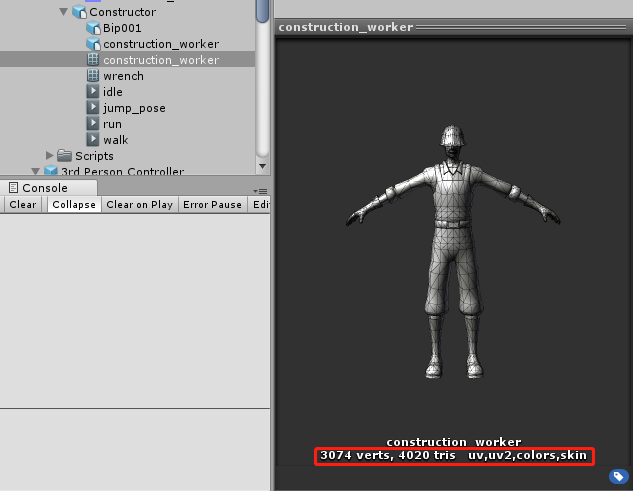 Constructor
Bip001
construction_worker
construction_worker
wrench
idle
jump_pose
run
walk
Scripts
3rd Person Controller
Console
Clear
Collapse
Clear on Play
Error Pause
Edi
construction_worker
construction_worker
3074 verts, 4020 tris uv,uv2,colors,skin